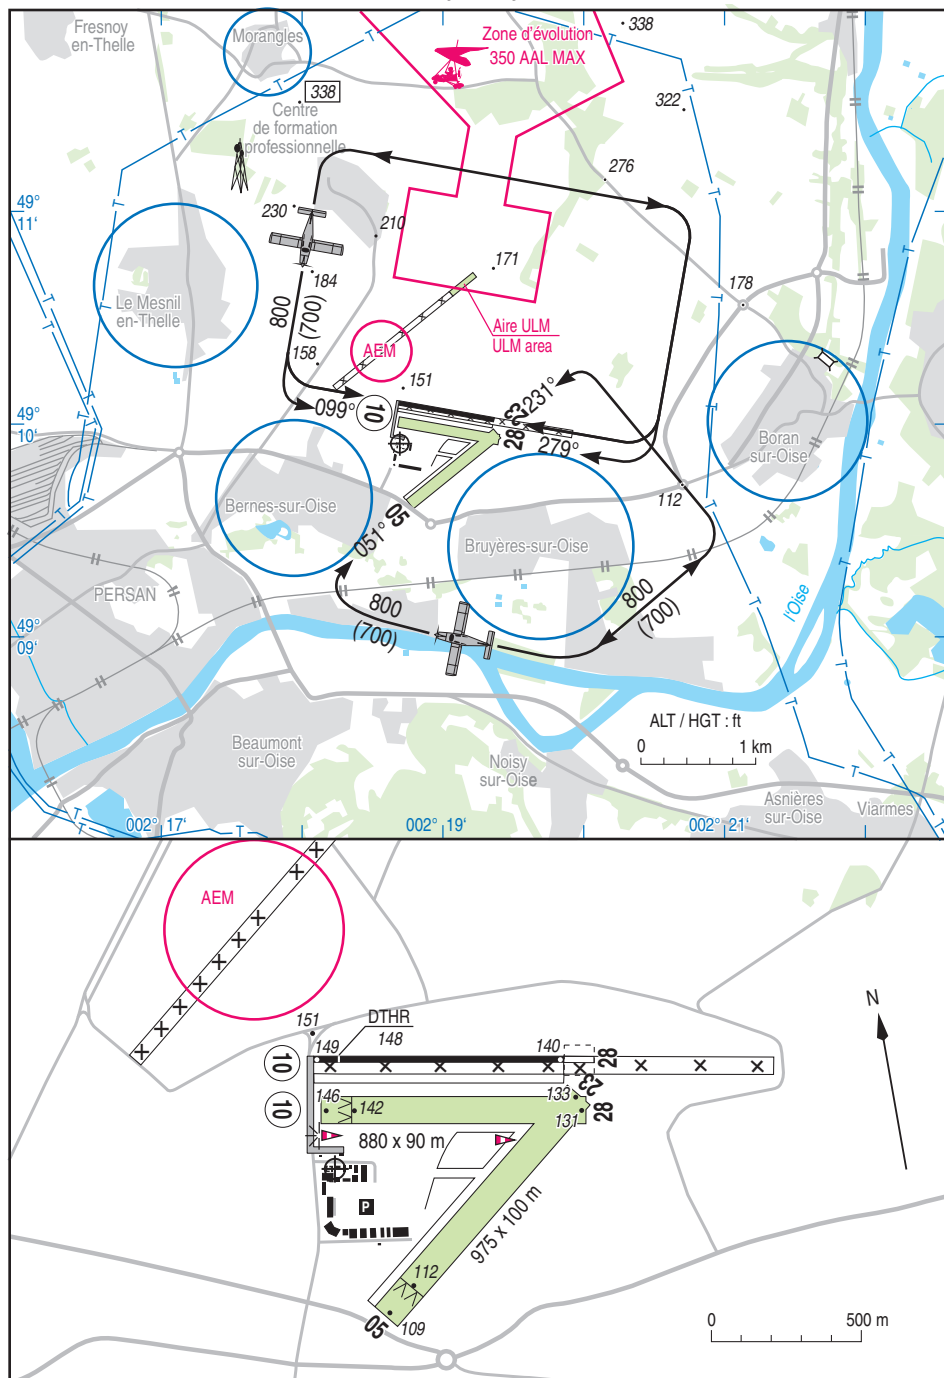 Fresnoy
en-Thelle
Morangles
Zone d'évolution
350 AAL MAX
338
338
322
Centre
de formation
professionnelle
276
49°
11'
230
210
171
184
178
Le Mesnil
en-Thelle
800
(700)
Aire ULM
ULM area
AEM
158
151
099°
10
231°
23
28
279°
49°
10'
Boran
sur-Oise
112
Bernes-sur-Oise
05
051°
Bruyères-sur-Oise
PERSAN
800
(700)
800
(700)
l'Oise
49°
09'
ALT / HGT : ft
0
1 km
Beaumont
sur-Oise
Noisy
sur-Oise
Asnières
sur-Oise
Viarmes
002° 17'
002° 19'
002° 21'
AEM
N
151
DTHR
149
148
140
10
28
23
146
142
133
131
10
28
880 x 90 m
P
975 x 100 m
112
05
109
0
500 m